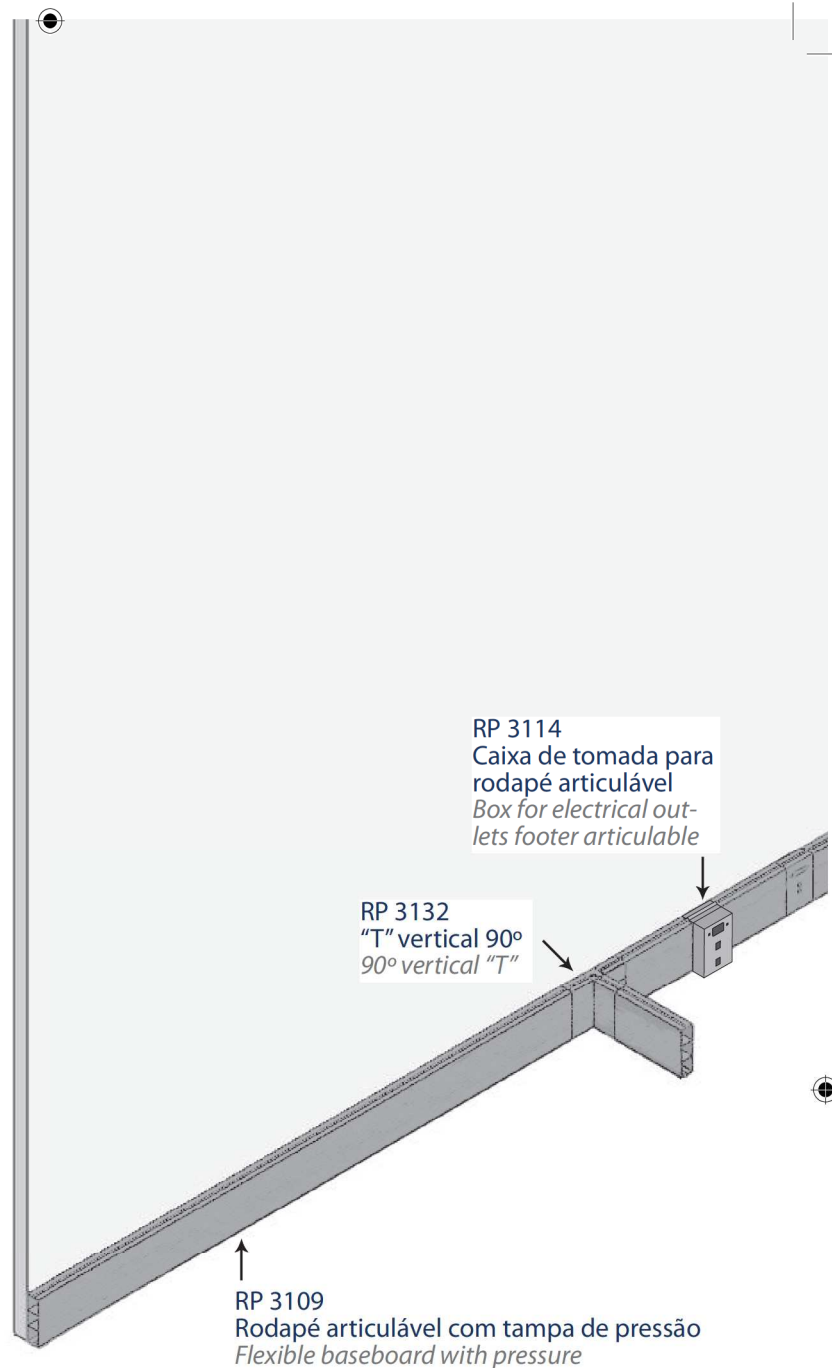 RP 3114
Caixa de tomada para
rodapé articulável
Box for electrical out-
lets footer articulable
RP 3132
“T” vertical 90º
90º vertical “T”
RP 3109
Rodapé articulável com tampa de pressão
Flexible baseboard with pressure